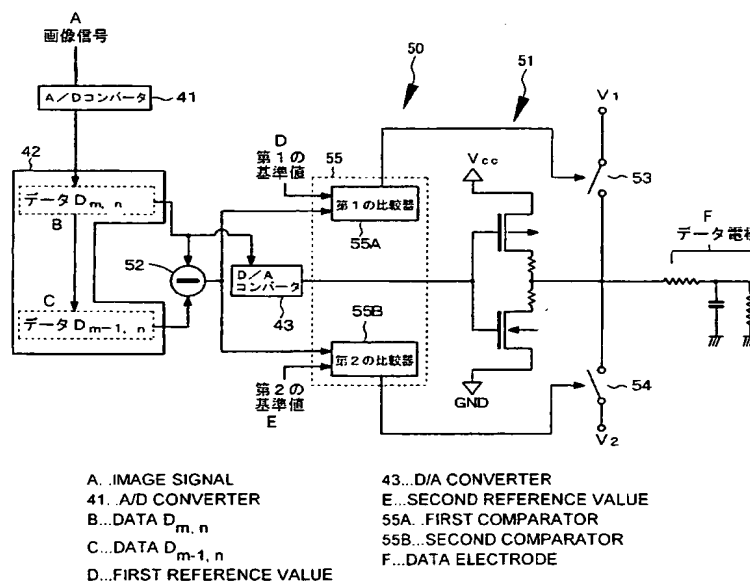 A
画像信号
A/Dコンバータ
41
42
データ Dm, n
B
C
データ Dm-1, n
52
D/A
コンバータ
43
D
第1の
基準値
55
第1の比較器
55A
55B
第2の比較器
第2の
基準値
E
50
51
Vcc
GND
V1
53
F
データ電極
54
V2
A...IMAGE SIGNAL
41...A/D CONVERTER
B...DATA Dm, n
C...DATA Dm-1, n
D...FIRST REFERENCE VALUE
43...D/A CONVERTER
E...SECOND REFERENCE VALUE
55A...FIRST COMPARATOR
55B...SECOND COMPARATOR
F...DATA ELECTRODE